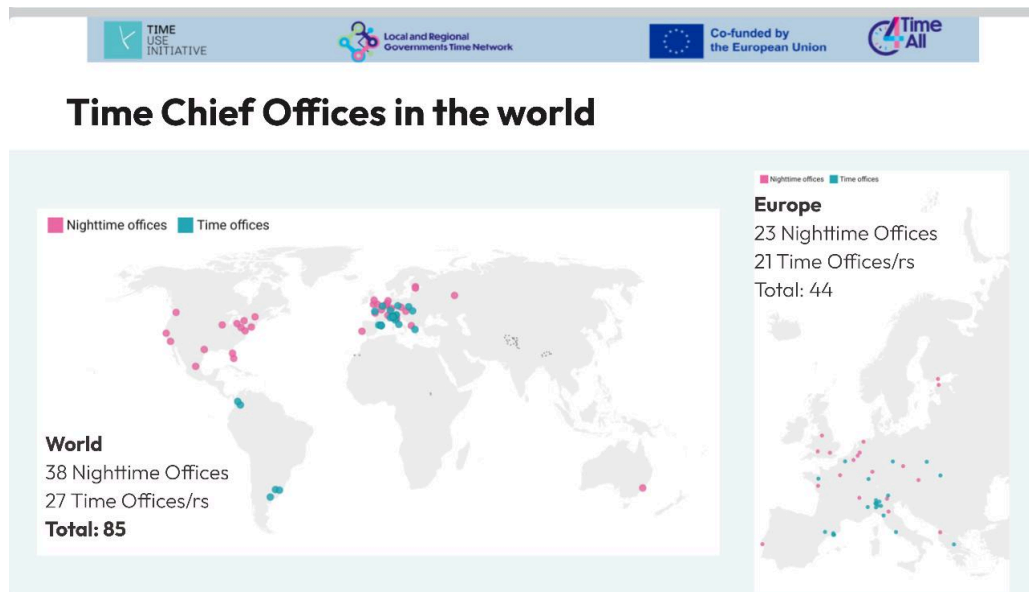 TIME
USE
INITIATIVE
Local and Regional
Governments Time Network
Co-funded by
the European Union
4
Time
All
Time Chief Offices in the world
Nighttime offices Time offices
World
38 Nighttime Offices
27 Time Offices/rs
Total: 85
Nighttime offices Time offices
Europe
23 Nighttime Offices
21 Time Offices/rs
Total: 44